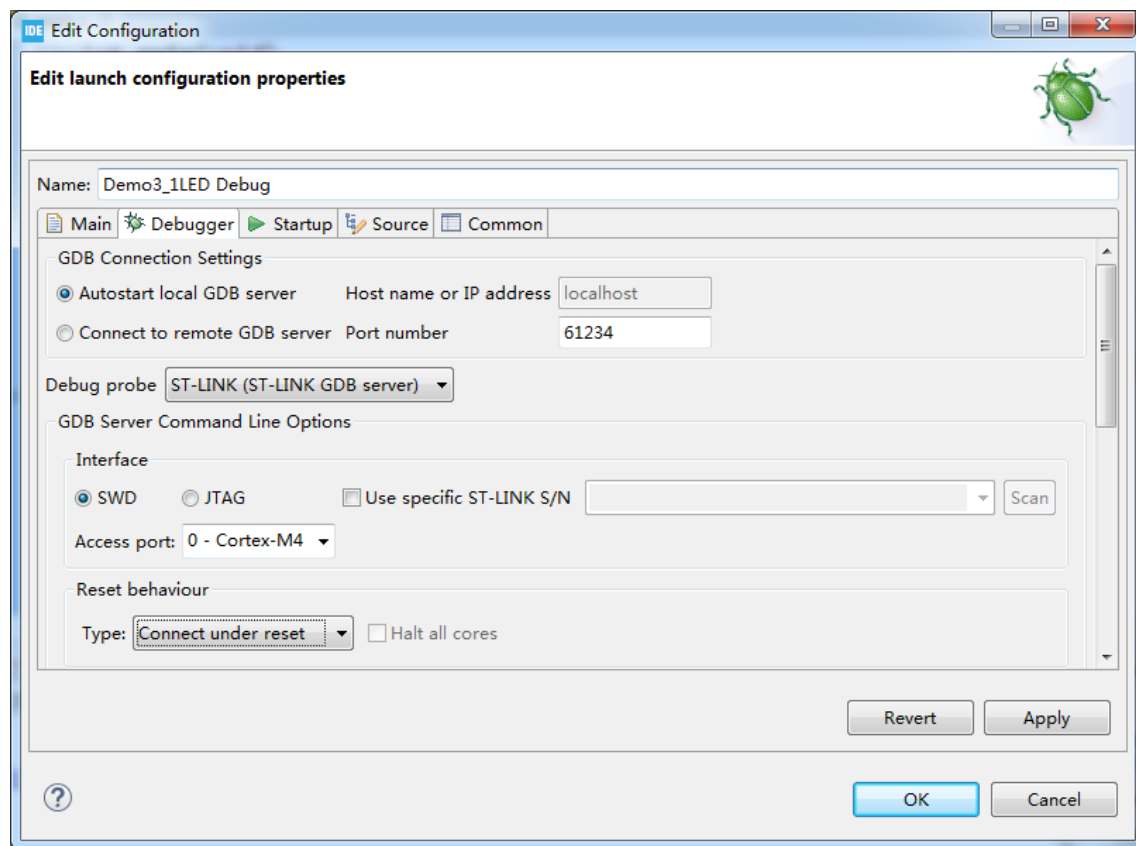 IDE Edit Configuration
Edit launch configuration properties
Name: Demo3_1LED Debug
Main Debugger Startup Source Common
GDB Connection Settings
Autostart local GDB server Host name or IP address localhost
Connect to remote GDB server Port number 61234
Debug probe ST-LINK (ST-LINK GDB server)
GDB Server Command Line Options
Interface
SWD JTAG Use specific ST-LINK S/N Scan
Access port: 0 - Cortex-M4
Reset behaviour
Type: Connect under reset Halt all cores
Revert Apply
? OK Cancel